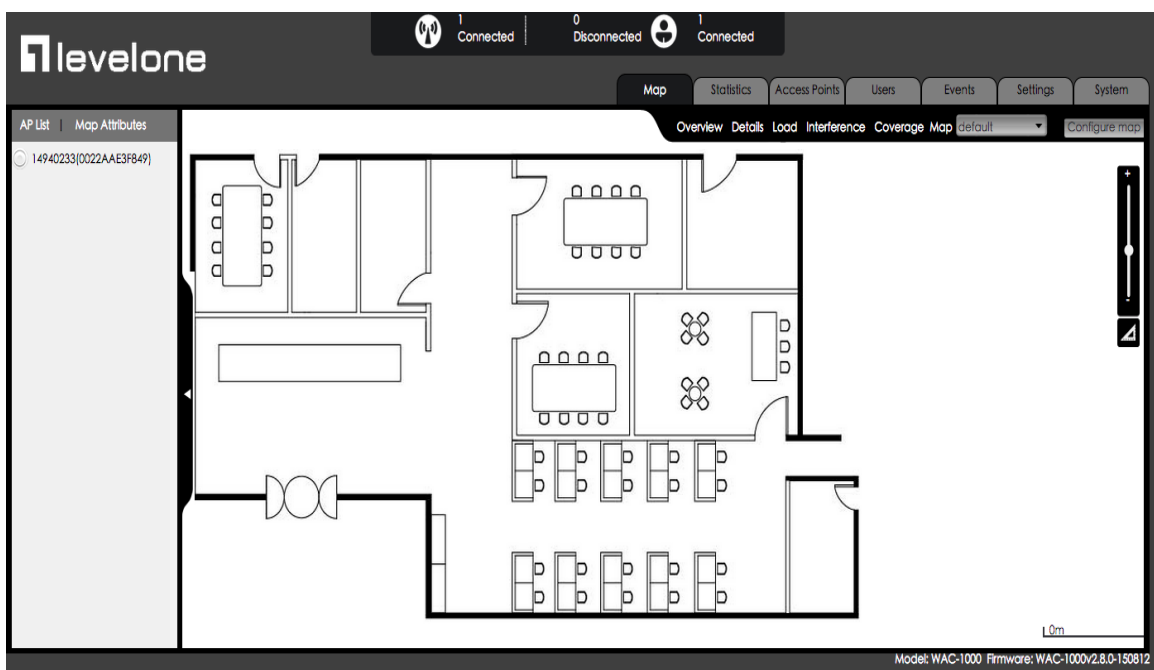 levelone
1 Connected
0 Disconnected
1 Connected
Map Statistics Access Points Users Events Settings System
AP List | Map Attributes
Overview Details Load Interference Coverage Map default Configure map
14940233(0022AAE3F849)
+
-
0m
Model: WAC-1000 Firmware: WAC-1000v2.8.0-150812